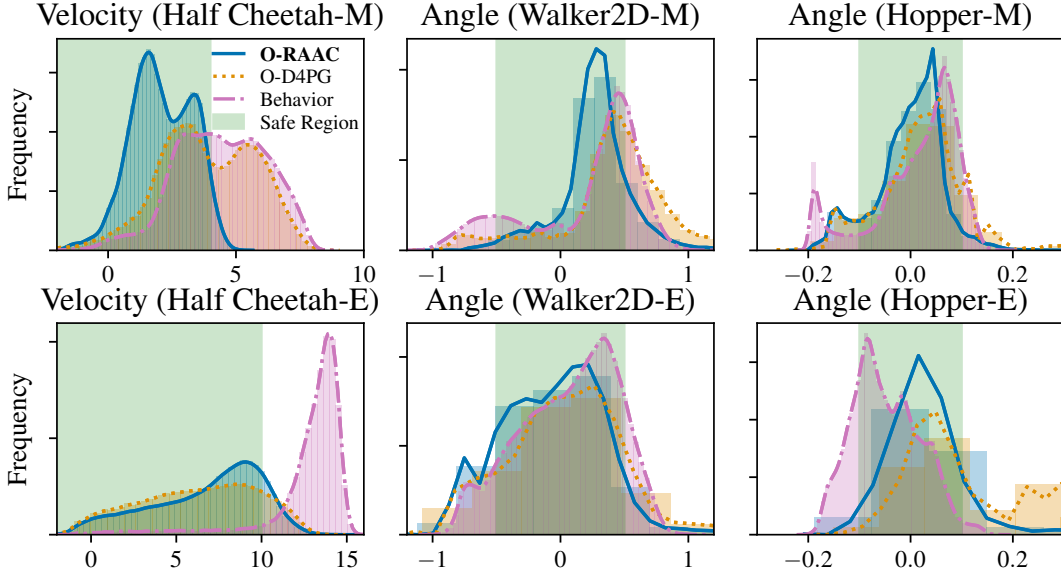 Velocity (Half Cheetah-M)
Angle (Walker2D-M)
Angle (Hopper-M)
Frequency
O-RAAC
O-D4PG
Behavior
Safe Region
0 5 10
−1 0 1
−0.2 0.0 0.2
Velocity (Half Cheetah-E)
Angle (Walker2D-E)
Angle (Hopper-E)
Frequency
0 5 10 15
−1 0 1
−0.2 0.0 0.2